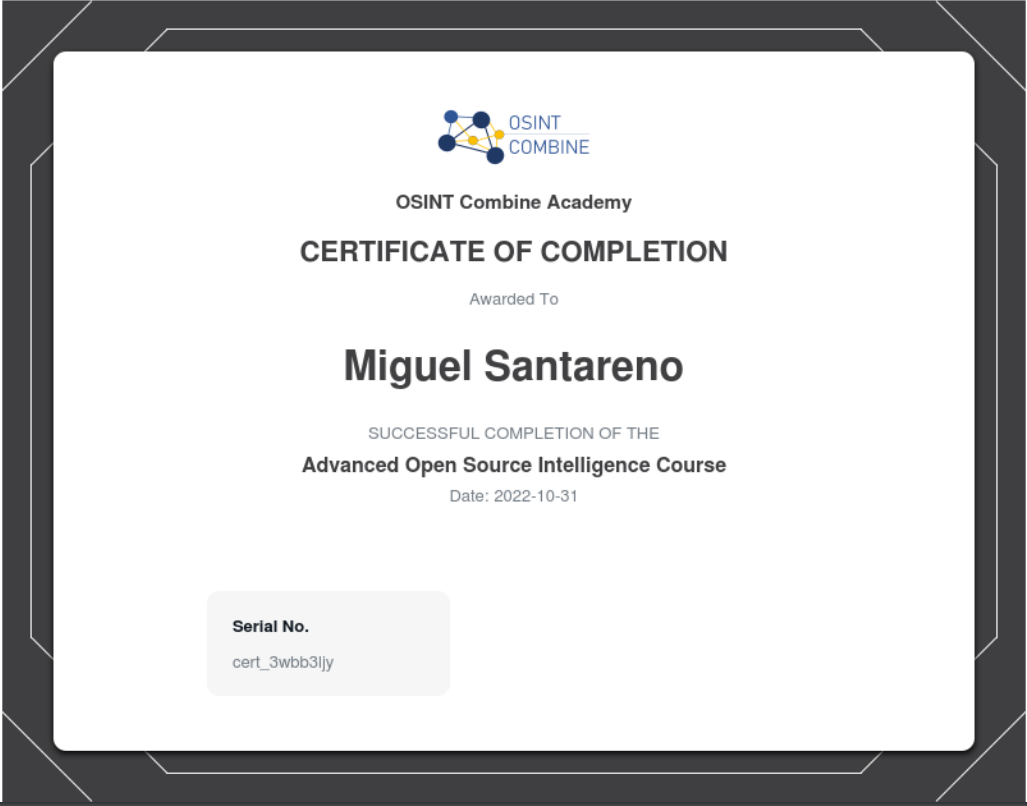 OSINT
COMBINE
OSINT Combine Academy
CERTIFICATE OF COMPLETION
Awarded To
Miguel Santareno
SUCCESSFUL COMPLETION OF THE
Advanced Open Source Intelligence Course
Date: 2022-10-31
Serial No.
cert_3wbb3ljy